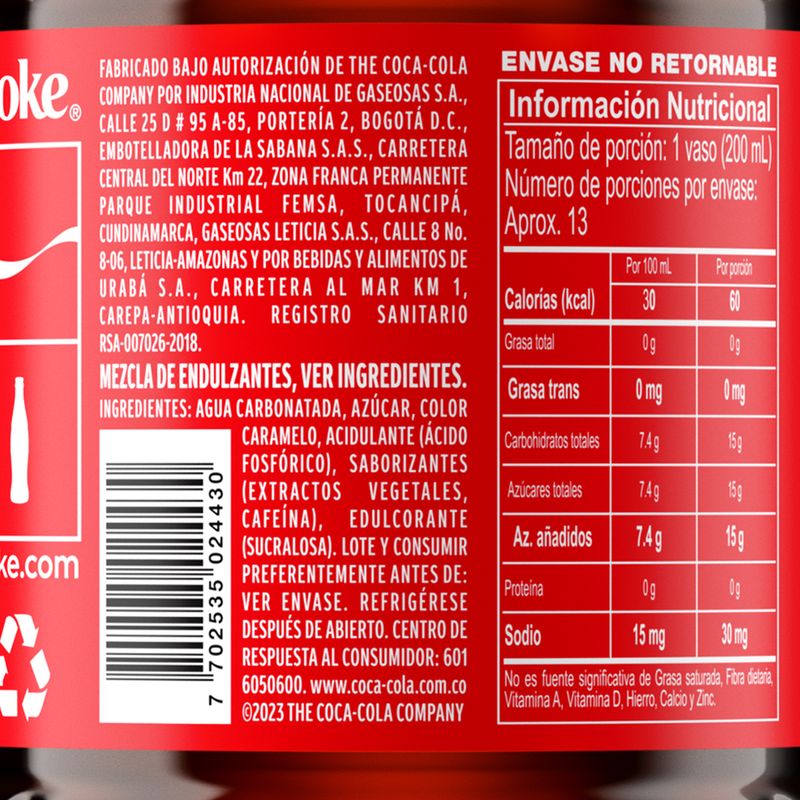 oke®
ke.com
FABRICADO BAJO AUTORIZACIÓN DE THE COCA-COLA
COMPANY POR INDUSTRIA NACIONAL DE GASEOSAS S.A.,
CALLE 25 D # 95 A-85, PORTERÍA 2, BOGOTÁ D.C.,
EMBOTELLADORA DE LA SABANA S.A.S., CARRETERA
CENTRAL DEL NORTE Km 22, ZONA FRANCA PERMANENTE
PARQUE INDUSTRIAL FEMSA, TOCANCIPÁ,
CUNDINAMARCA, GASEOSAS LETICIA S.A.S., CALLE 8 No.
8-06, LETICIA-AMAZONAS Y POR BEBIDAS Y ALIMENTOS DE
URABÁ S.A., CARRETERA AL MAR KM 1,
CAREPA-ANTIOQUIA. REGISTRO SANITARIO
RSA-007026-2018.
MEZCLA DE ENDULZANTES, VER INGREDIENTES.
INGREDIENTES: AGUA CARBONATADA, AZÚCAR, COLOR
CARAMELO, ACIDULANTE (ÁCIDO
FOSFÓRICO), SABORIZANTES
(EXTRACTOS VEGETALES,
CAFEÍNA), EDULCORANTE
(SUCRALOSA). LOTE Y CONSUMIR
PREFERENTEMENTE ANTES DE:
VER ENVASE. REFRIGÉRESE
DESPUÉS DE ABIERTO. CENTRO DE
RESPUESTA AL CONSUMIDOR: 601
6050600. www.coca-cola.com.co
©2023 THE COCA-COLA COMPANY
7 702535 024430
ENVASE NO RETORNABLE
Información Nutricional
Tamaño de porción: 1 vaso (200 mL)
Número de porciones por envase:
Aprox. 13
Por 100 mL Por porción
Calorías (kcal) 30 60
Grasa total 0 g 0 g
Grasa trans 0 mg 0 mg
Carbohidratos totales 7.4 g 15 g
Azúcares totales 7.4 g 15 g
Az. añadidos 7.4 g 15 g
Proteína 0 g 0 g
Sodio 15 mg 30 mg
No es fuente significativa de Grasa saturada, Fibra dietaria,
Vitamina A, Vitamina D, Hierro, Calcio y Zinc.